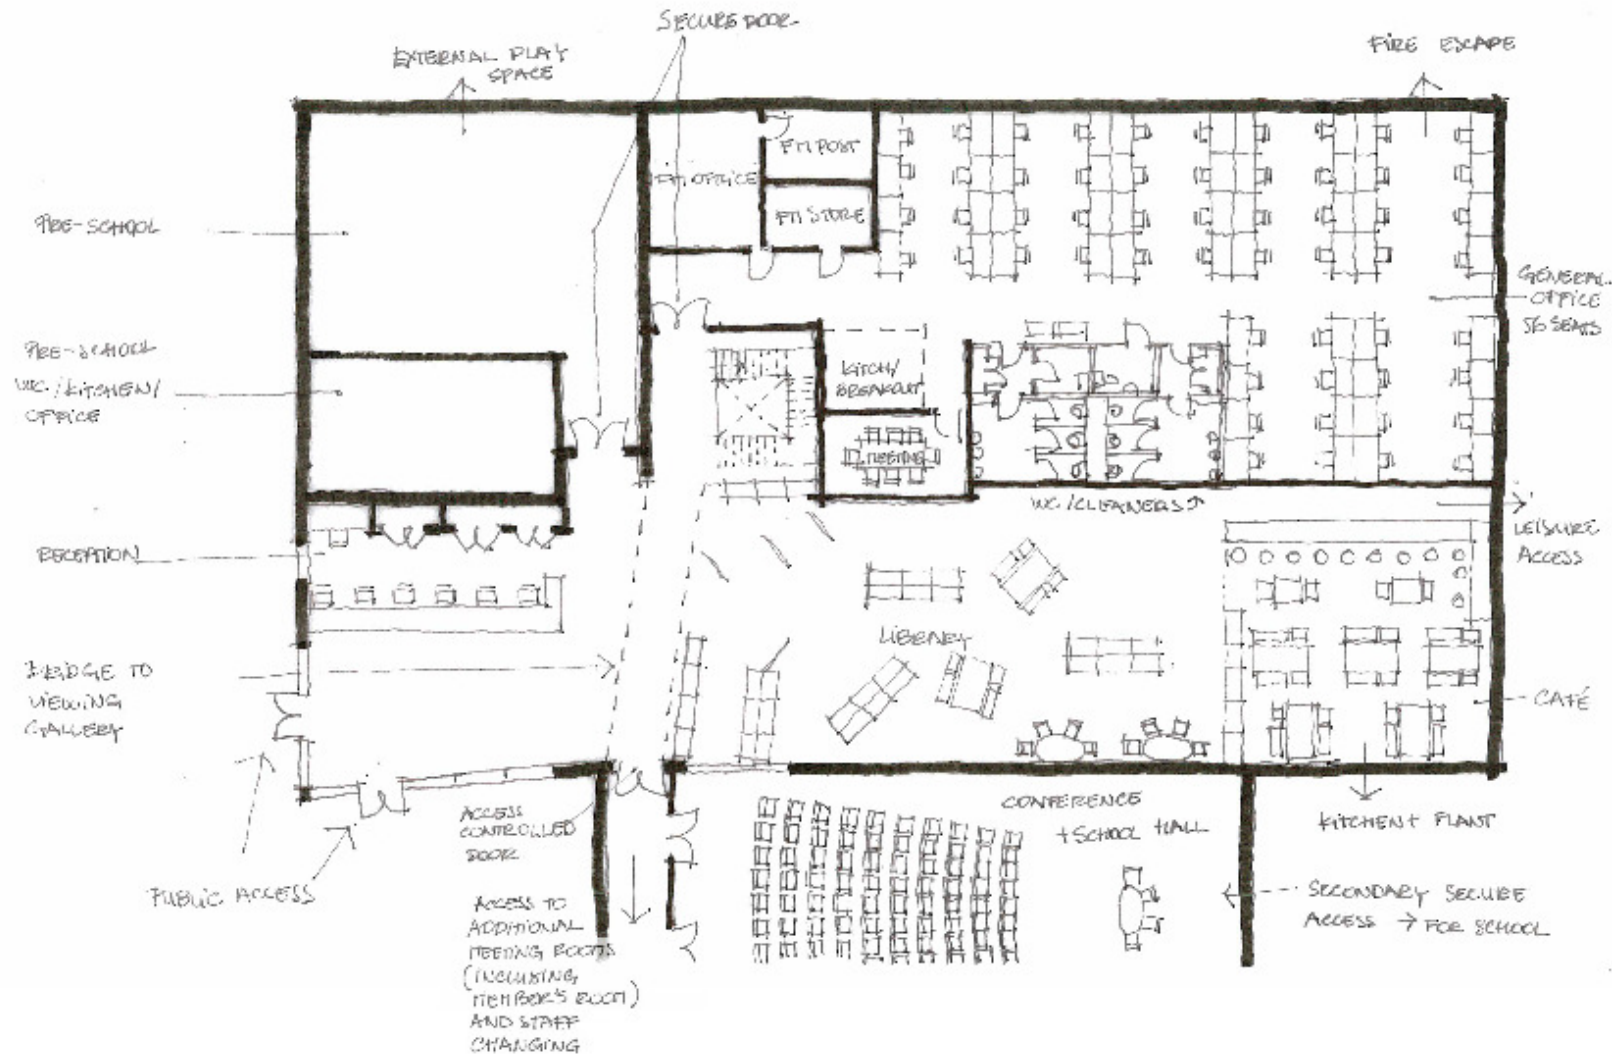 SECURE DOOR
EXTERNAL PLAY
SPACE
FIRE ESCAPE
FM POST
FM OFFICE
FM STORE
PRE-SCHOOL
GENERAL
OFFICE
56 SEATS
PRE-SCHOOL
WC/KITCHEN/
OFFICE
KITCH/
BREAKOUT
MEETING
WC/CLEANERS
LEISURE
ACCESS
RECEPTION
LIBRARY
BRIDGE TO
VIEWING
GALLERY
CAFÉ
CONFERENCE
+ SCHOOL HALL
KITCHEN + PLANT
ACCESS
CONTROLLED
DOOR
PUBLIC ACCESS
ACCESS TO
ADDITIONAL
MEETING ROOMS
(INCLUDING
MEMBER'S ROOM)
AND STAFF
CHANGING
SECONDARY SECURE
ACCESS → FOR SCHOOL